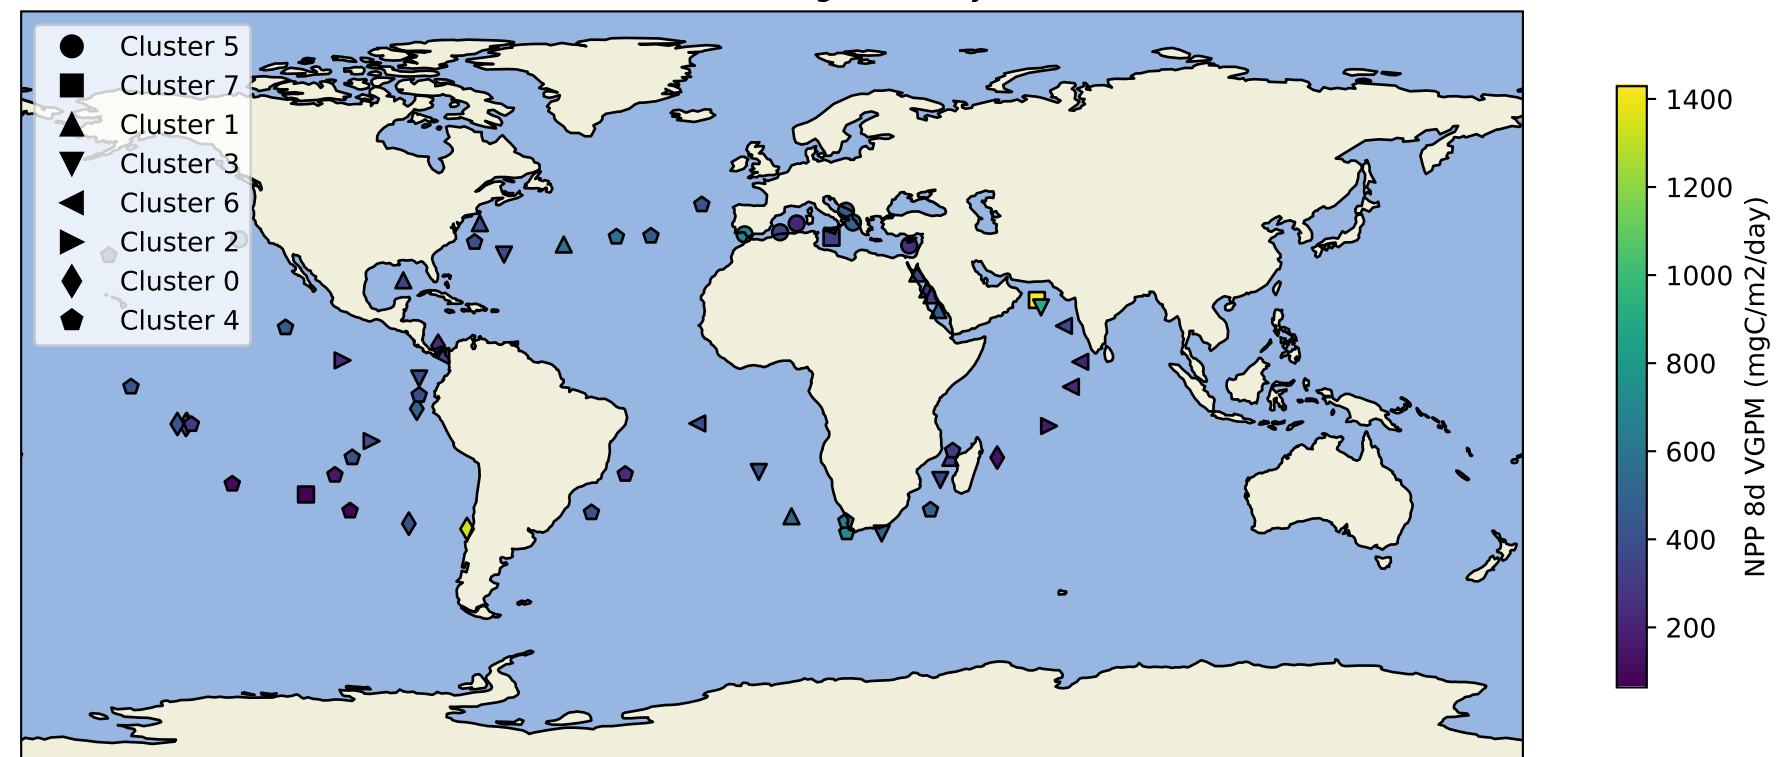 Cluster 5
Cluster 7
Cluster 1
Cluster 3
Cluster 6
Cluster 2
Cluster 0
Cluster 4
1400
1200
1000
800
600
400
200
NPP 8d VGPM (mgC/m2/day)